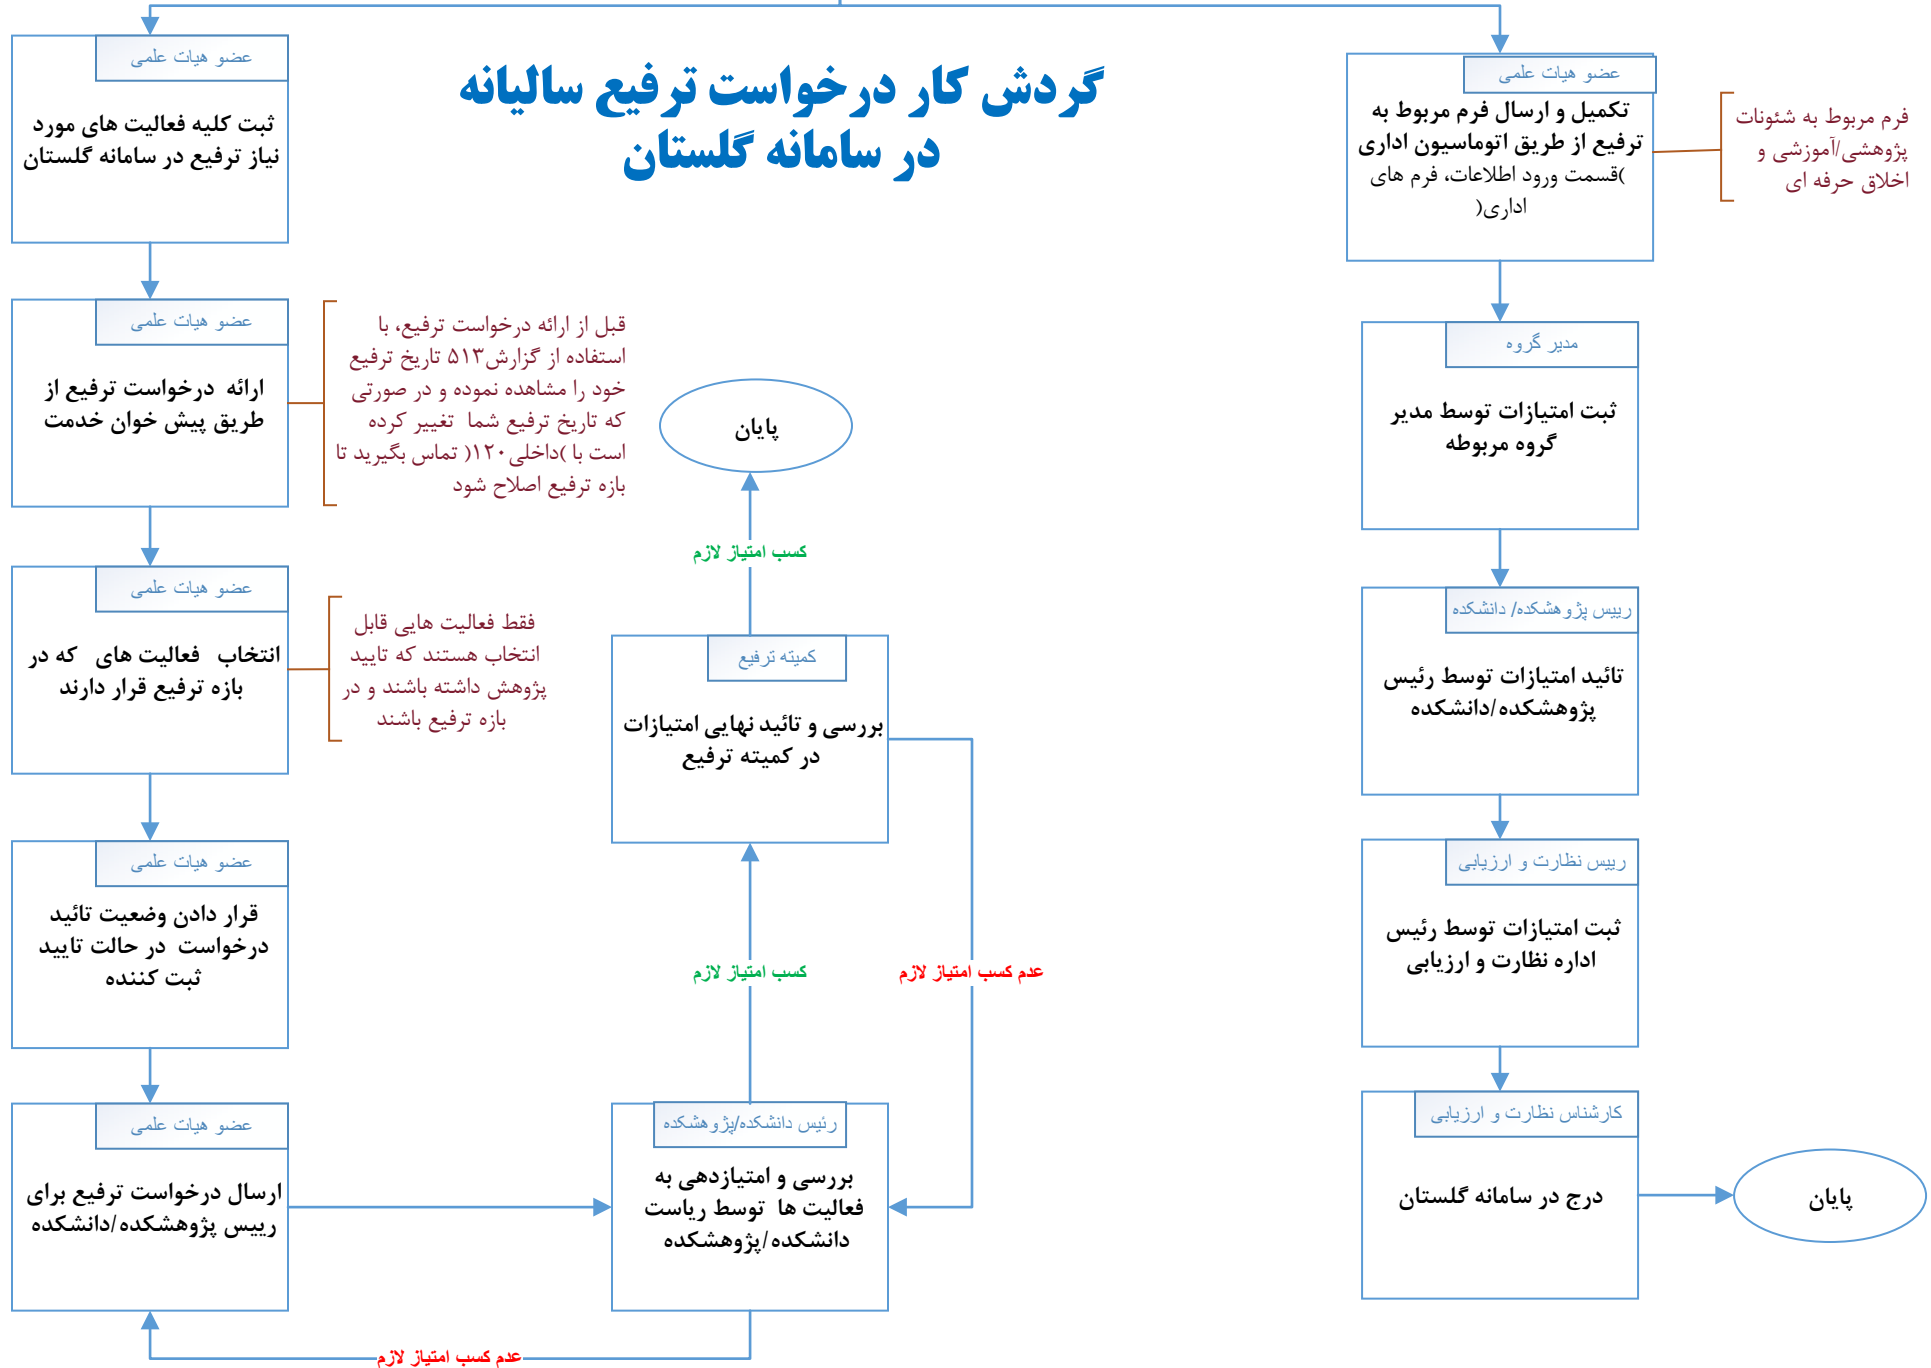 گردش کار درخواست ترفیع سالیانه
در سامانه گلستان
عضو هیات علمی
تکمیل و ارسال فرم مربوط به
ترفیع از طریق اتوماسیون اداری
)قسمت ورود اطلاعات، فرم های
اداری(
فرم مربوط به شئونات
پژوهشی/آموزشی و
اخلاق حرفه ای
مدیر گروه
ثبت امتیازات توسط مدیر
گروه مربوطه
رییس پژوهشکده/ دانشکده
تائید امتیازات توسط رئیس
پژوهشکده/دانشکده
رییس نظارت و ارزیابی
ثبت امتیازات توسط رئیس
اداره نظارت و ارزیابی
کارشناس نظارت و ارزیابی
درج در سامانه گلستان
پایان
عضو هیات علمی
ثبت کلیه فعالیت های مورد
نیاز ترفیع در سامانه گلستان
عضو هیات علمی
ارائه درخواست ترفیع از
طریق پیش خوان خدمت
قبل از ارائه درخواست ترفیع، با
استفاده از گزارش۵۱۳ تاریخ ترفیع
خود را مشاهده نموده و در صورتی
که تاریخ ترفیع شما تغییر کرده
است با )داخلی۱۲۰( تماس بگیرید تا
بازه ترفیع اصلاح شود
عضو هیات علمی
انتخاب فعالیت های که در
بازه ترفیع قرار دارند
فقط فعالیت هایی قابل
انتخاب هستند که تایید
پژوهش داشته باشند و در
بازه ترفیع باشند
عضو هیات علمی
قرار دادن وضعیت تائید
درخواست در حالت تایید
ثبت کننده
عضو هیات علمی
ارسال درخواست ترفیع برای
رییس پژوهشکده/دانشکده
رئیس دانشکده/پژوهشکده
بررسی و امتیازدهی به
فعالیت ها توسط ریاست
دانشکده/پژوهشکده
عدم کسب امتیاز لازم
کسب امتیاز لازم
عدم کسب امتیاز لازم
کمیته ترفیع
بررسی و تائید نهایی امتیازات
در کمیته ترفیع
کسب امتیاز لازم
پایان